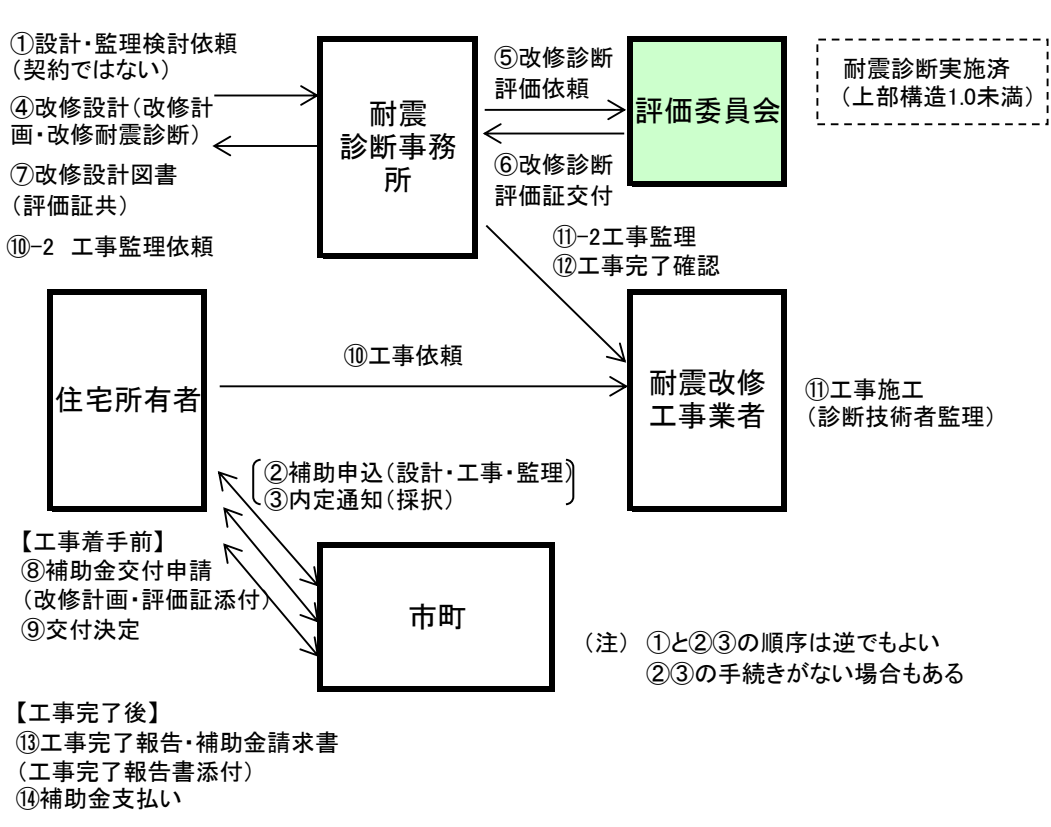 ①設計・監理検討依頼
（契約ではない）
④改修設計（改修計
画・改修耐震診断）
⑦改修設計図書
（評価証共）
⑩-2 工事監理依頼
耐震
診断事務
所
⑤改修診断
評価依頼
⑥改修診断
評価証交付
評価委員会
耐震診断実施済
（上部構造1.0未満）
⑪-2工事監理
⑫工事完了確認
住宅所有者
⑩工事依頼
耐震改修
工事業者
⑪工事施工
（診断技術者監理）
②補助申込（設計・工事・監理）
③内定通知（採択）
【工事着手前】
⑧補助金交付申請
（改修計画・評価証添付）
⑨交付決定
市町
（注） ①と②③の順序は逆でもよい
②③の手続きがない場合もある
【工事完了後】
⑬工事完了報告・補助金請求書
（工事完了報告書添付）
⑭補助金支払い